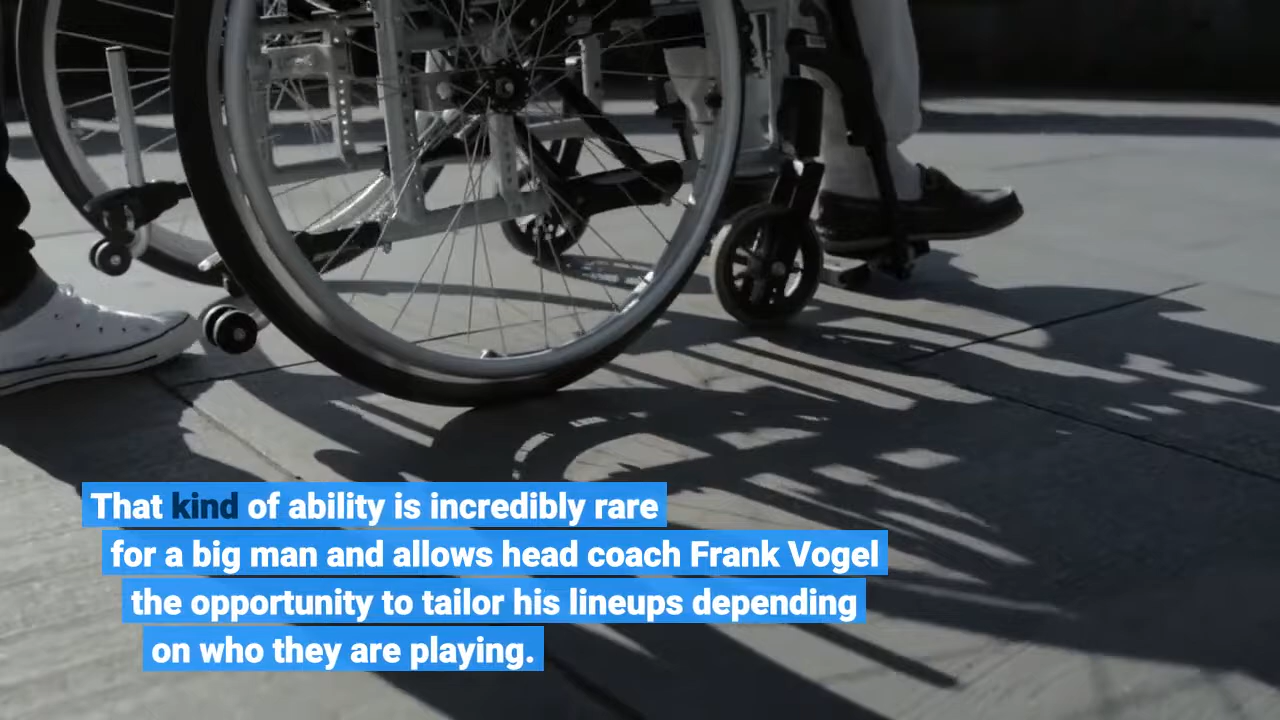 That kind of ability is incredibly rare
for a big man and allows head coach Frank Vogel
the opportunity to tailor his lineups depending
on who they are playing.